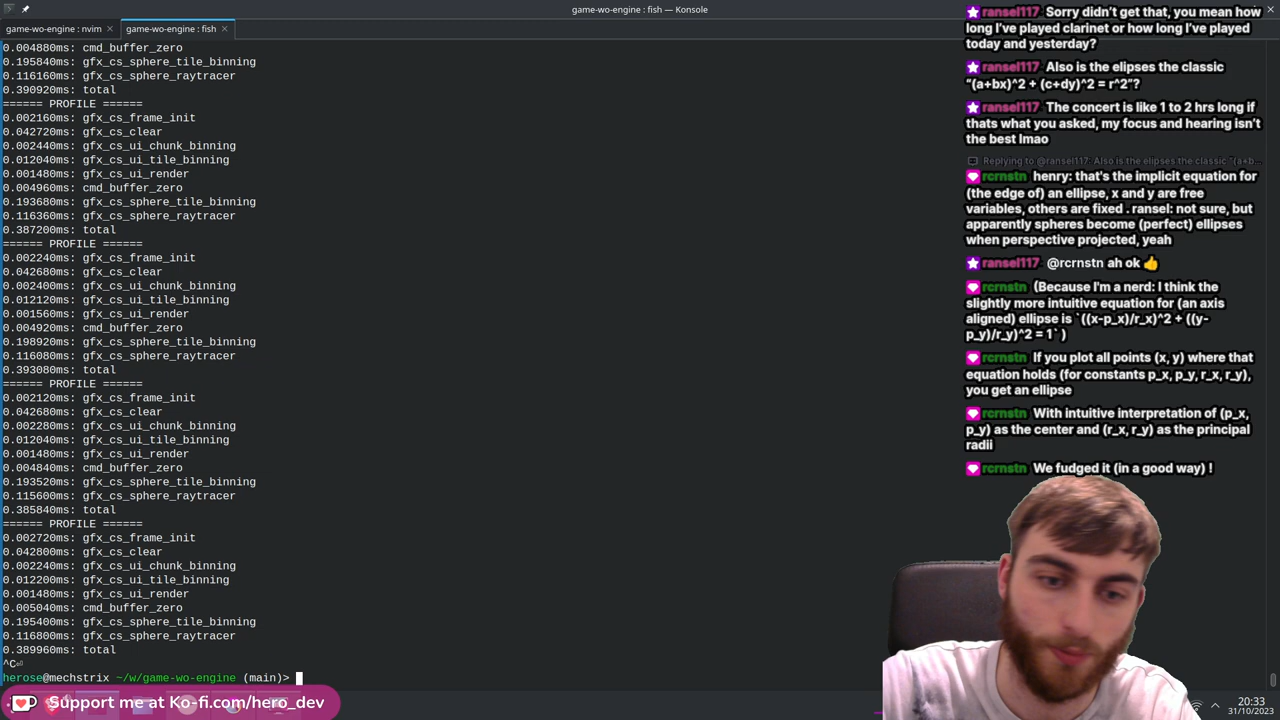 game-wo-engine : fish — Konsole
game-wo-engine : nvim
game-wo-engine : fish
0.004880ms: cmd_buffer_zero
0.195840ms: gfx_cs_sphere_tile_binning
0.116160ms: gfx_cs_sphere_raytracer
0.390920ms: total
====== PROFILE ======
0.002160ms: gfx_cs_frame_init
0.042720ms: gfx_cs_clear
0.002440ms: gfx_cs_ui_chunk_binning
0.012040ms: gfx_cs_ui_tile_binning
0.001480ms: gfx_cs_ui_render
0.004960ms: cmd_buffer_zero
0.193680ms: gfx_cs_sphere_tile_binning
0.116360ms: gfx_cs_sphere_raytracer
0.387200ms: total
====== PROFILE ======
0.002240ms: gfx_cs_frame_init
0.042680ms: gfx_cs_clear
0.002400ms: gfx_cs_ui_chunk_binning
0.012120ms: gfx_cs_ui_tile_binning
0.001560ms: gfx_cs_ui_render
0.004920ms: cmd_buffer_zero
0.198920ms: gfx_cs_sphere_tile_binning
0.116080ms: gfx_cs_sphere_raytracer
0.393080ms: total
====== PROFILE ======
0.002120ms: gfx_cs_frame_init
0.042680ms: gfx_cs_clear
0.002280ms: gfx_cs_ui_chunk_binning
0.012040ms: gfx_cs_ui_tile_binning
0.001480ms: gfx_cs_ui_render
0.004840ms: cmd_buffer_zero
0.193520ms: gfx_cs_sphere_tile_binning
0.115600ms: gfx_cs_sphere_raytracer
0.385840ms: total
====== PROFILE ======
0.002720ms: gfx_cs_frame_init
0.042800ms: gfx_cs_clear
0.002240ms: gfx_cs_ui_chunk_binning
0.012200ms: gfx_cs_ui_tile_binning
0.001480ms: gfx_cs_ui_render
0.005040ms: cmd_buffer_zero
0.195400ms: gfx_cs_sphere_tile_binning
0.116800ms: gfx_cs_sphere_raytracer
0.389960ms: total
^C⏎
herose@mechstrix ~/w/game-wo-engine (main)>
Support me at Ko-fi.com/hero_dev
ransel117 Sorry didn't get that, you mean how
long I've played clarinet or how long I've played
today and yesterday?
ransel117 Also is the elipses the classic
“(a+bx)^2 + (c+dy)^2 = r^2”?
ransel117 The concert is like 1 to 2 hrs long if
thats what you asked, my focus and hearing isn't
the best lmao
Replying to @ransel117: Also is the elipses the classic “(a+b...
rcrnstn henry: that's the implicit equation for
(the edge of) an ellipse, x and y are free
variables, others are fixed . ransel: not sure, but
apparently spheres become (perfect) ellipses
when perspective projected, yeah
ransel117 @rcrnstn ah ok 👍
rcrnstn (Because I'm a nerd: I think the
slightly more intuitive equation for (an axis
aligned) ellipse is `((x-p_x)/r_x)^2 + ((y-
p_y)/r_y)^2 = 1` )
rcrnstn If you plot all points (x, y) where that
equation holds (for constants p_x, p_y, r_x, r_y),
you get an ellipse
rcrnstn With intuitive interpretation of (p_x,
p_y) as the center and (r_x, r_y) as the principal
radii
rcrnstn We fudged it (in a good way) !
20:33
31/10/2023